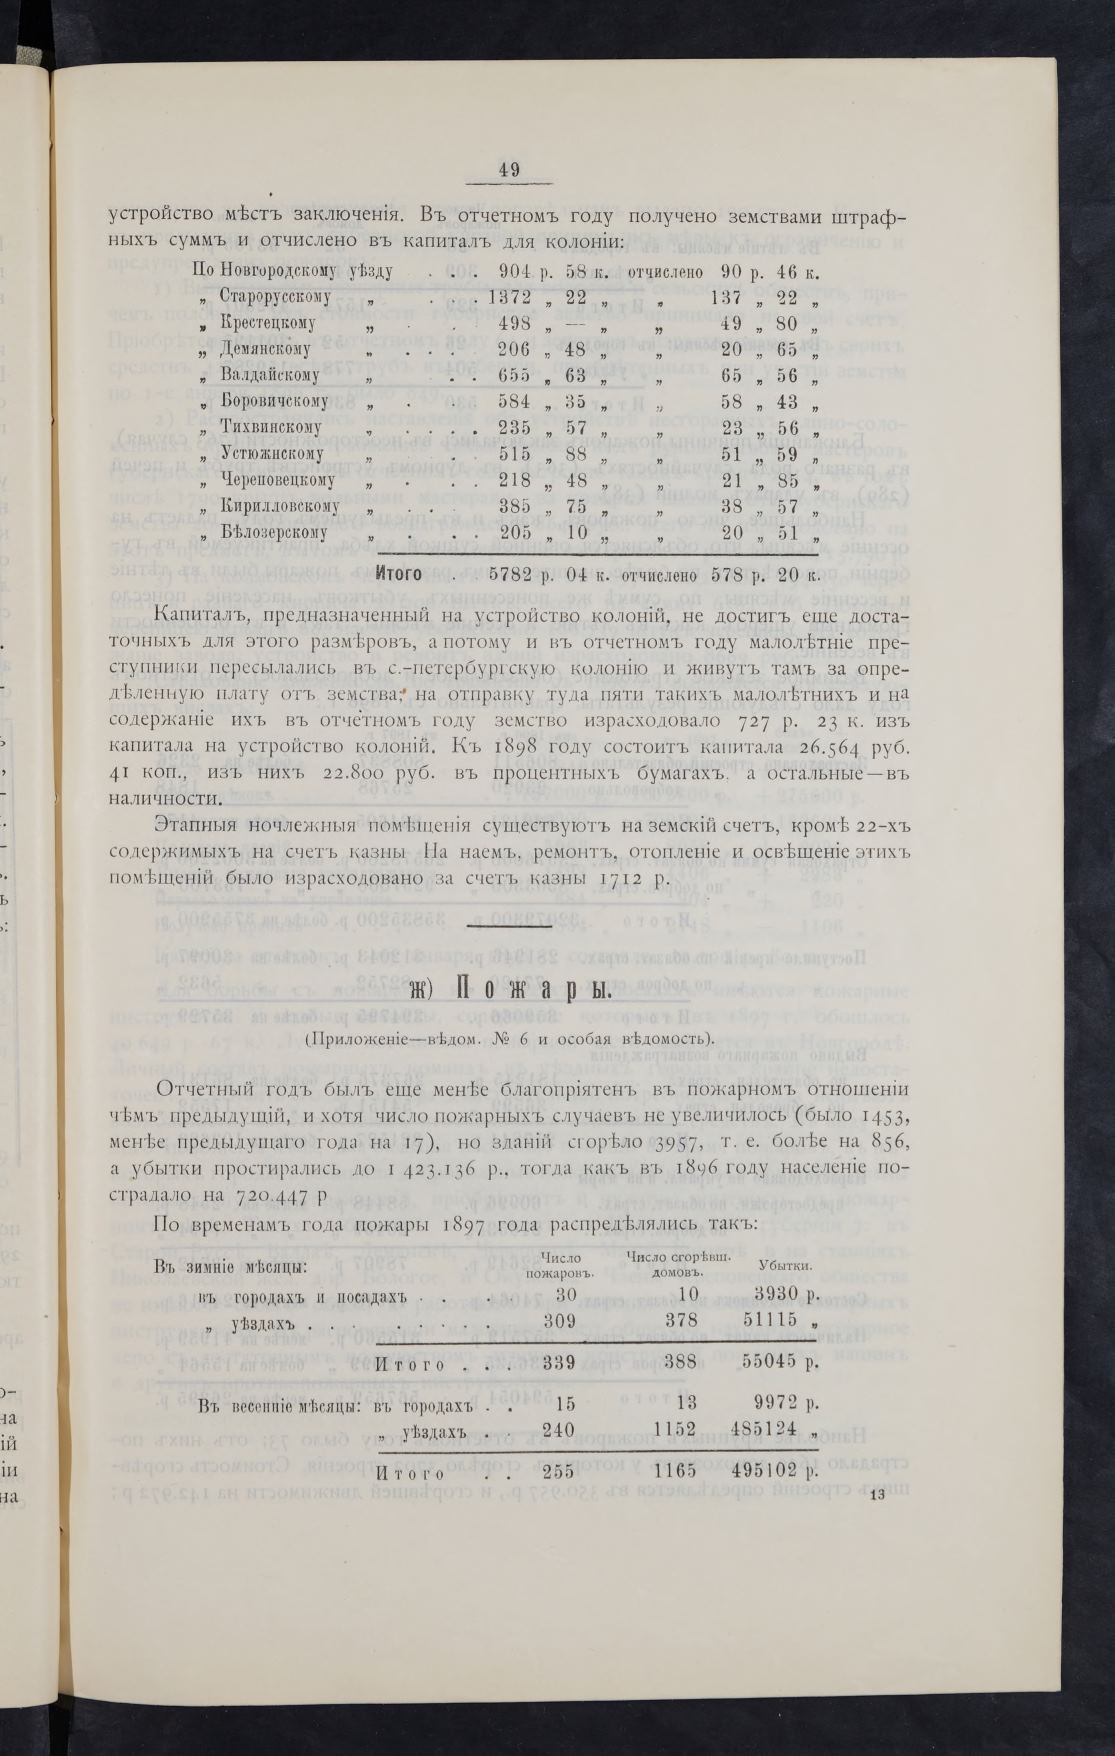 49
устройство мѣстъ заключенія. Въ отчетномъ году получено земствами штраф-
ныхъ суммъ и отчислено въ капиталъ для колоніи:
По Новгородскому уѣзду . . . 904 р. 58 к. отчислено 90 р. 46 к.
„ Старорусскому „ . . . 1372 „ 22 „ „ 137 „ 22 „
„ Крестецкому „ . . 498 „ — „ „ 49 „ 80 „
„ Демянскому „ . . . 206 „ 48 „ „ 20 „ 65 „
„ Валдайскому „ . . 655 „ 63 „ „ 65 „ 56 „
„ Боровичскому „ . . 584 „ 35 „ „ 58 „ 43 „
„ Тихвинскому „ . . . . 235 „ 57 „ „ 23 „ 56 „
„ Устюжнскому „ . . . 515 „ 88 „ „ 51 „ 59 „
„ Череповецкому „ . . . 218 „ 48 „ „ 21 „ 85 „
„ Кирилловскому „ . . . 385 „ 75 „ „ 38 „ 57 „
„ Бѣлозерскому „ . . . 205 „ 10 „ „ 20 „ 51 „
Итого . . 5782 р. 04 к. отчислено 578 р. 20 к.
Капиталъ, предназначенный на устройство колоній, не достигъ еще доста-
точныхъ для этого размѣровъ, а потому и въ отчетномъ году малолѣтніе пре-
ступники пересылались въ с.-петербургскую колонію и живутъ тамъ за опре-
дѣленную плату отъ земства; на отправку туда пяти такихъ малолѣтнихъ и на
содержаніе ихъ въ отчетномъ году земство израсходовало 727 р. 23 к. изъ
капитала на устройство колоній. Къ 1898 году состоитъ капитала 26.564 руб.
41 коп., изъ нихъ 22.800 руб. въ процентныхъ бумагахъ, а остальные—въ
наличности.
Этапныя ночлежныя помѣщенія существуютъ на земскій счетъ, кромѣ 22-хъ
содержимыхъ на счетъ казны На наемъ, ремонтъ, отопленіе и освѣщеніе этихъ
помѣщеній было израсходовано за счетъ казны 1712 р.
ж) Пожары.
(Приложеніе—вѣдом. № 6 и особая вѣдомость).
Отчетный годъ былъ еще менѣе благопріятенъ въ пожарномъ отношеніи
чѣмъ предыдущій, и хотя число пожарныхъ случаевъ не увеличилось (было 1453,
менѣе предыдущаго года на 17), но зданій сгорѣло 3957, т. е. болѣе на 856,
а убытки простирались до 1 423.136 р., тогда какъ въ 1896 году населеніе по-
страдало на 720.447 р
По временамъ года пожары 1897 года распредѣлялись такъ:
Въ зимніе мѣсяцы: Число пожаровъ. Число сгорѣвш. домовъ. Убытки.
въ городахъ и посадахъ . . . . 30 10 3930 р.
„ уѣздахъ . . . . . . . . 309 378 51115 „
Итого . . . 339 388 55045 р.
Въ весенніе мѣсяцы: въ городахъ . . 15 13 9972 р.
„ уѣздахъ . . 240 1152 485124 „
Итого . . 255 1165 495102 р.
13